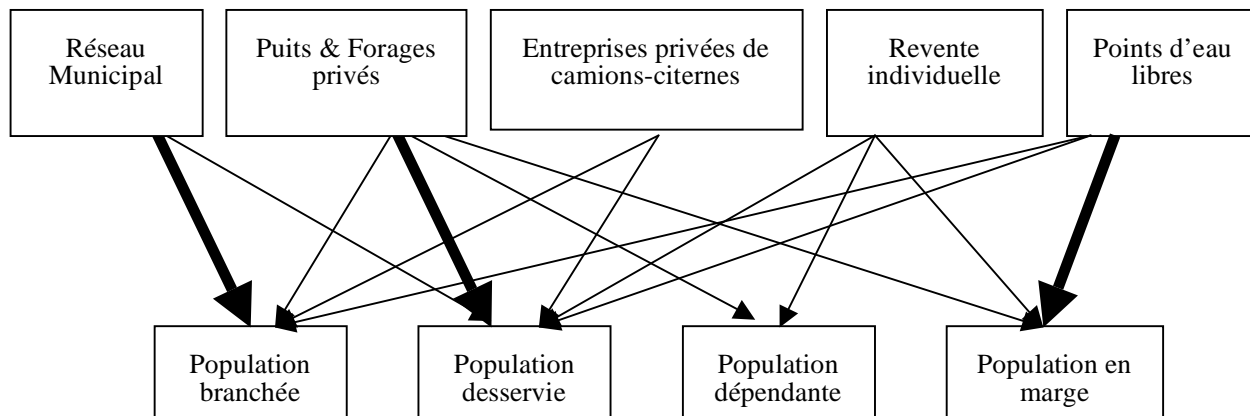 Réseau
Municipal
Puits & Forages
privés
Entreprises privées de
camions-citernes
Revente
individuelle
Points d’eau
libres
Population
branchée
Population
desservie
Population
dépendante
Population en
marge